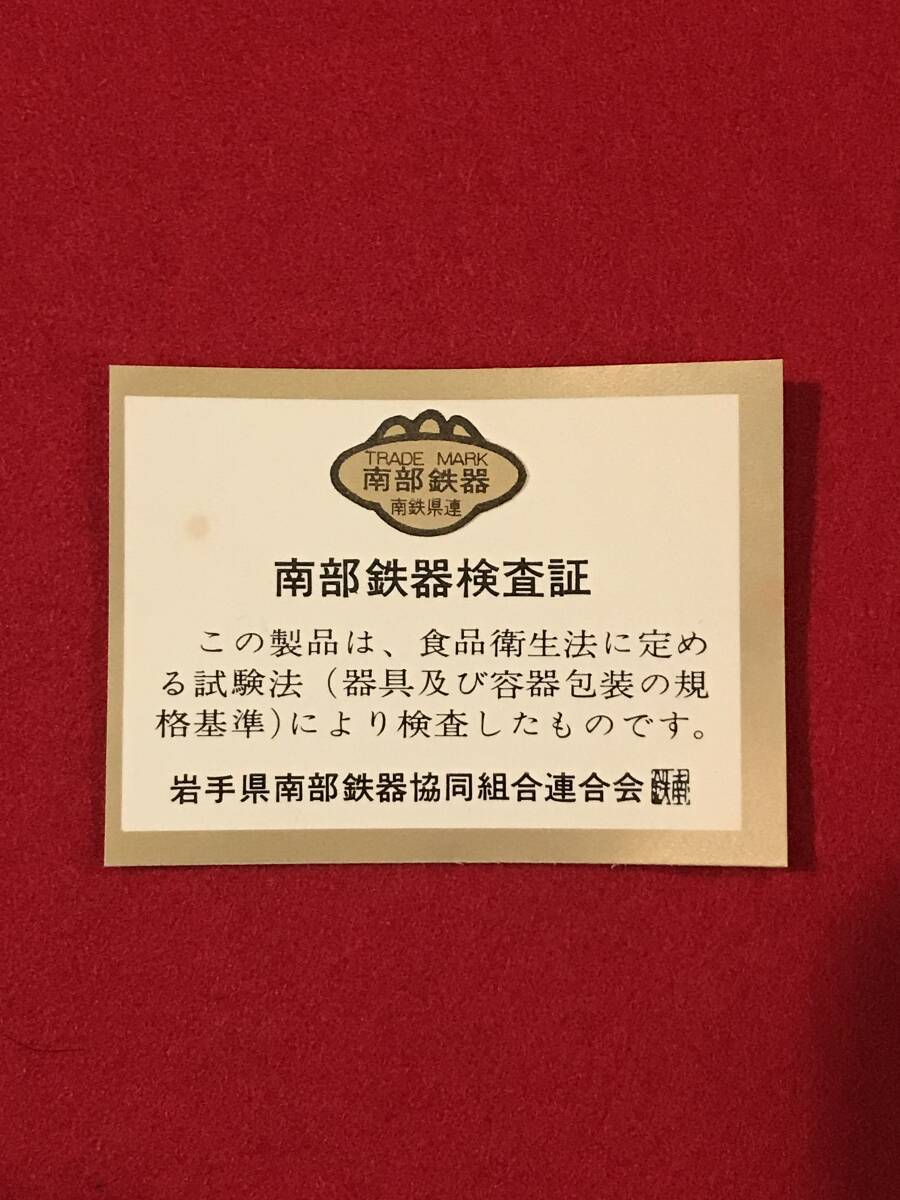 TRADE MARK
南部鉄器
南鉄県連
南部鉄器検査証
この製品は、食品衛生法に定め
る試験法（器具及び容器包装の規
格基準)により検査したものです。
岩手県南部鉄器協同組合連合会